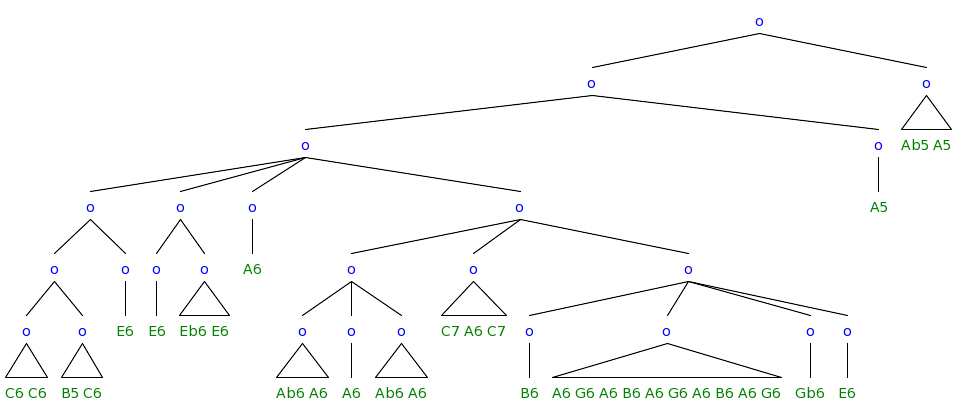 o
o o
Ab5 A5
o o
o o o o A5
o o o o A6 o o o
o o E6 E6 Eb6 E6 o o o C7 A6 C7 o o o o
C6 C6 B5 C6 Ab6 A6 A6 Ab6 A6 B6 A6 G6 A6 B6 A6 G6 A6 B6 A6 G6 Gb6 E6